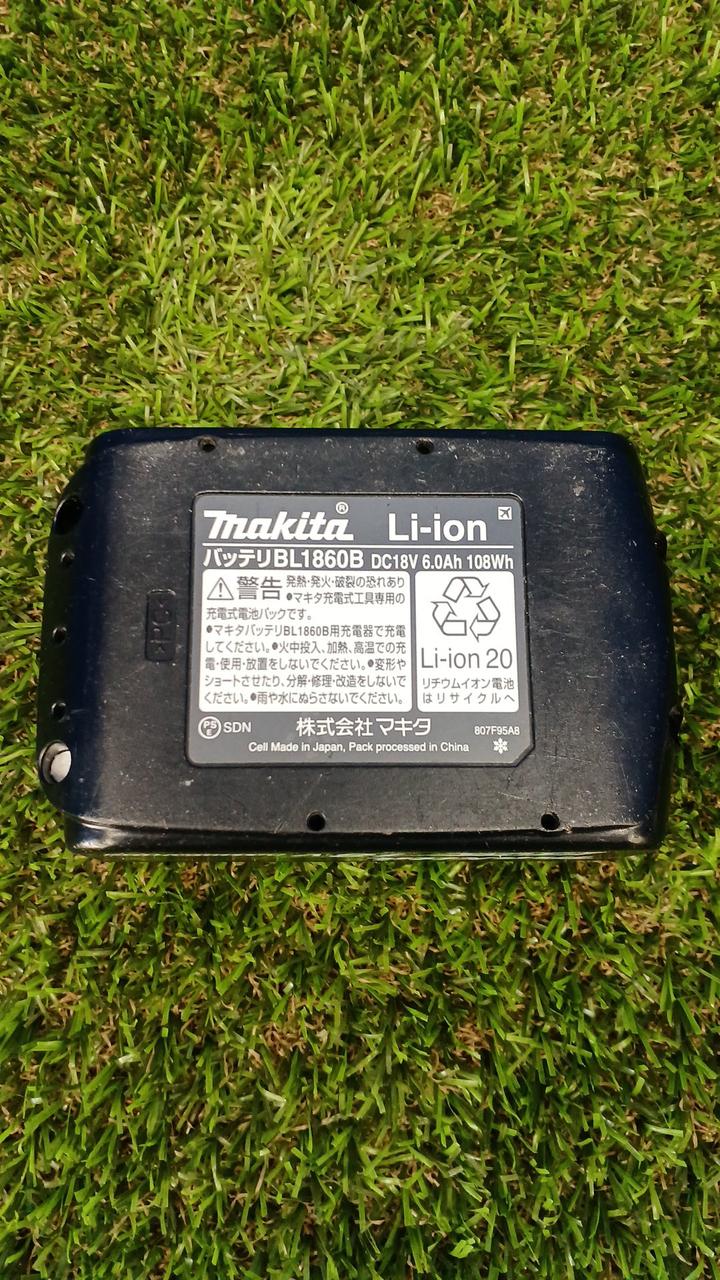 makita® Li-ion
バッテリBL1860B DC18V 6.0Ah 108Wh
警告 発熱・発火・破裂の恐れあり
●マキタ充電式工具専用の
充電式電池パックです。
●マキタバッテリBL1860B用充電器で充電
してください。●火中投入、加熱、高温での充
電・使用・放置をしないでください。●変形や
ショートさせたり、分解・修理・改造をしないで
ください。●雨や水にぬらさないでください。
Li-ion 20
リチウムイオン電池
はリサイクルへ
PS
E
SDN
株式会社マキタ
807F95A8
Cell Made in Japan, Pack processed in China
>PC<